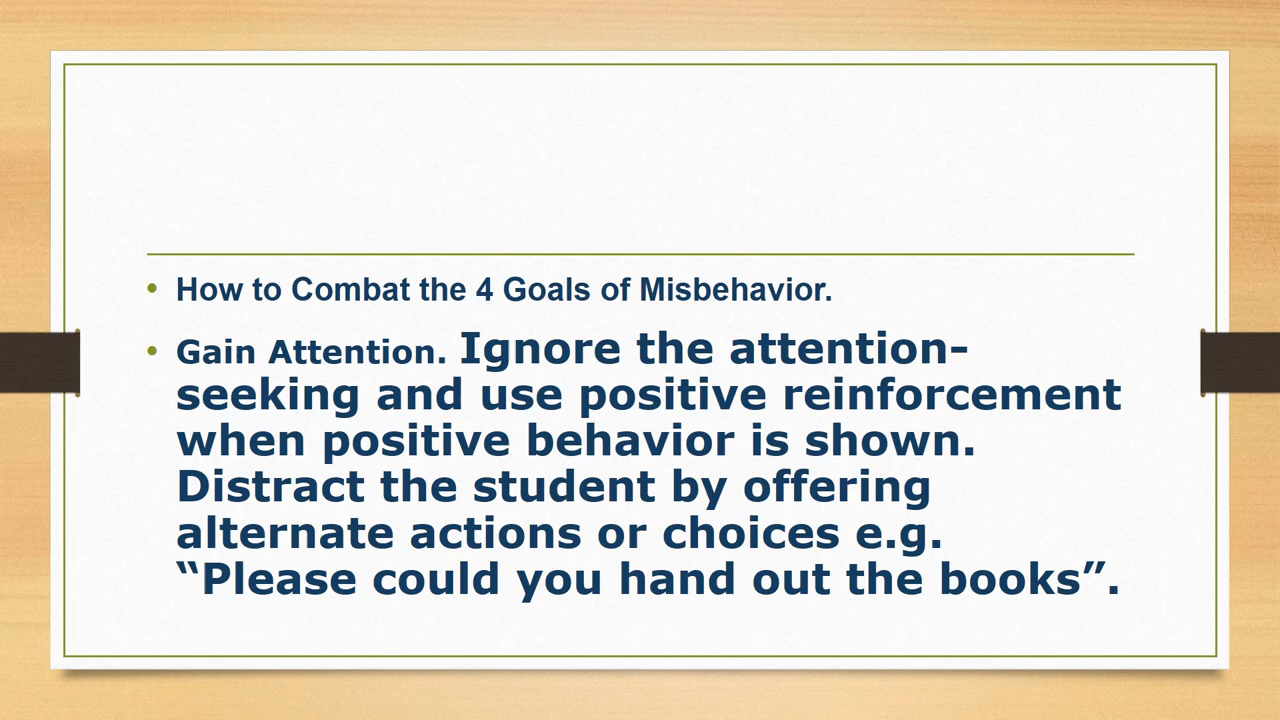 • How to Combat the 4 Goals of Misbehavior.
• Gain Attention. Ignore the attention-
seeking and use positive reinforcement
when positive behavior is shown.
Distract the student by offering
alternate actions or choices e.g.
“Please could you hand out the books”.